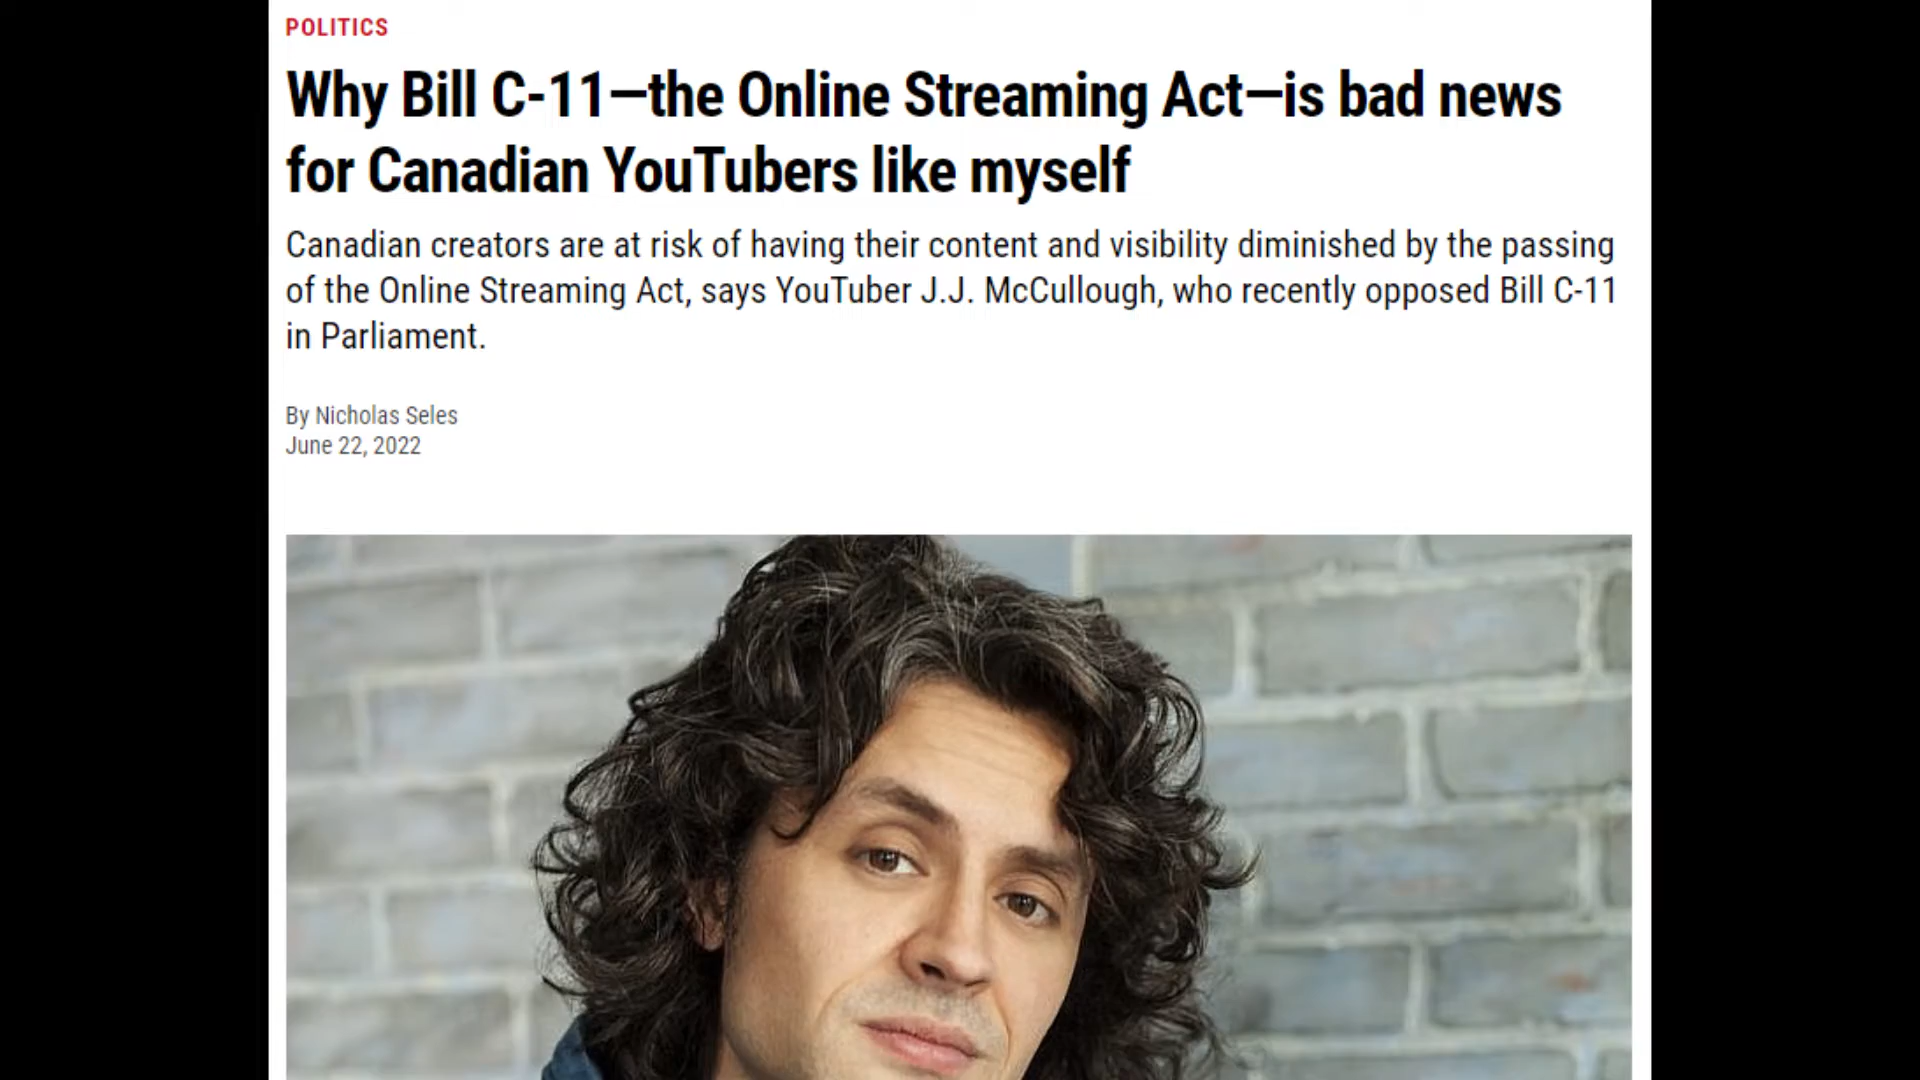 POLITICS
Why Bill C-11—the Online Streaming Act—is bad news
for Canadian YouTubers like myself
Canadian creators are at risk of having their content and visibility diminished by the passing
of the Online Streaming Act, says YouTuber J.J. McCullough, who recently opposed Bill C-11
in Parliament.
By Nicholas Seles
June 22, 2022